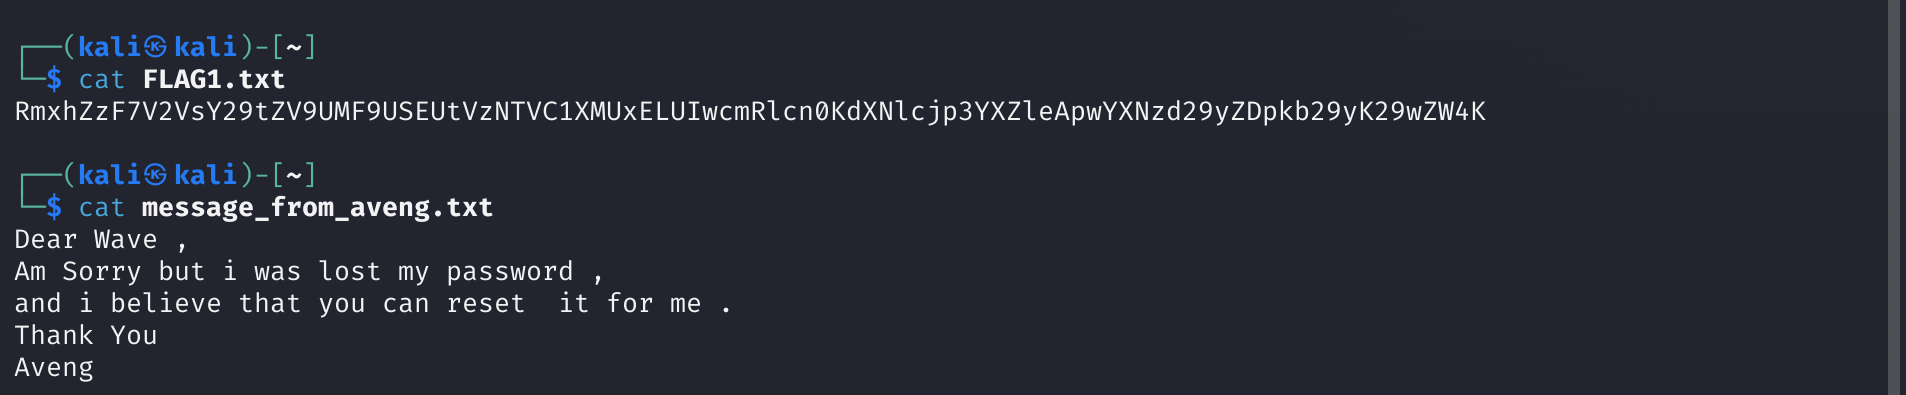 ┌──(kali㉿kali)-[~]
└─$ cat FLAG1.txt
RmxhZzF7V2VsY29tZV9UMF9USEUtVzNTVC1XMUxELUIwcmRlcn0KdXNlcjp3YXZleApwYXNzd29yZDpkb29yK29wZW4K
┌──(kali㉿kali)-[~]
└─$ cat message_from_aveng.txt
Dear Wave ,
Am Sorry but i was lost my password ,
and i believe that you can reset  it for me .
Thank You
Aveng